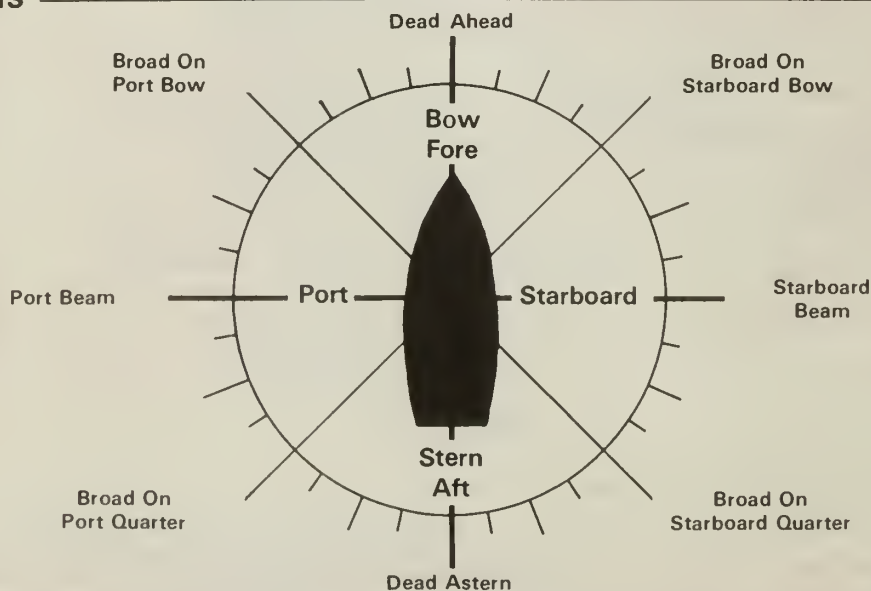 Dead Ahead
Broad On
Port Bow
Broad On
Starboard Bow
Bow
Fore
Port Beam
Port
Starboard
Starboard
Beam
Stern
Aft
Broad On
Port Quarter
Broad On
Starboard Quarter
Dead Astern